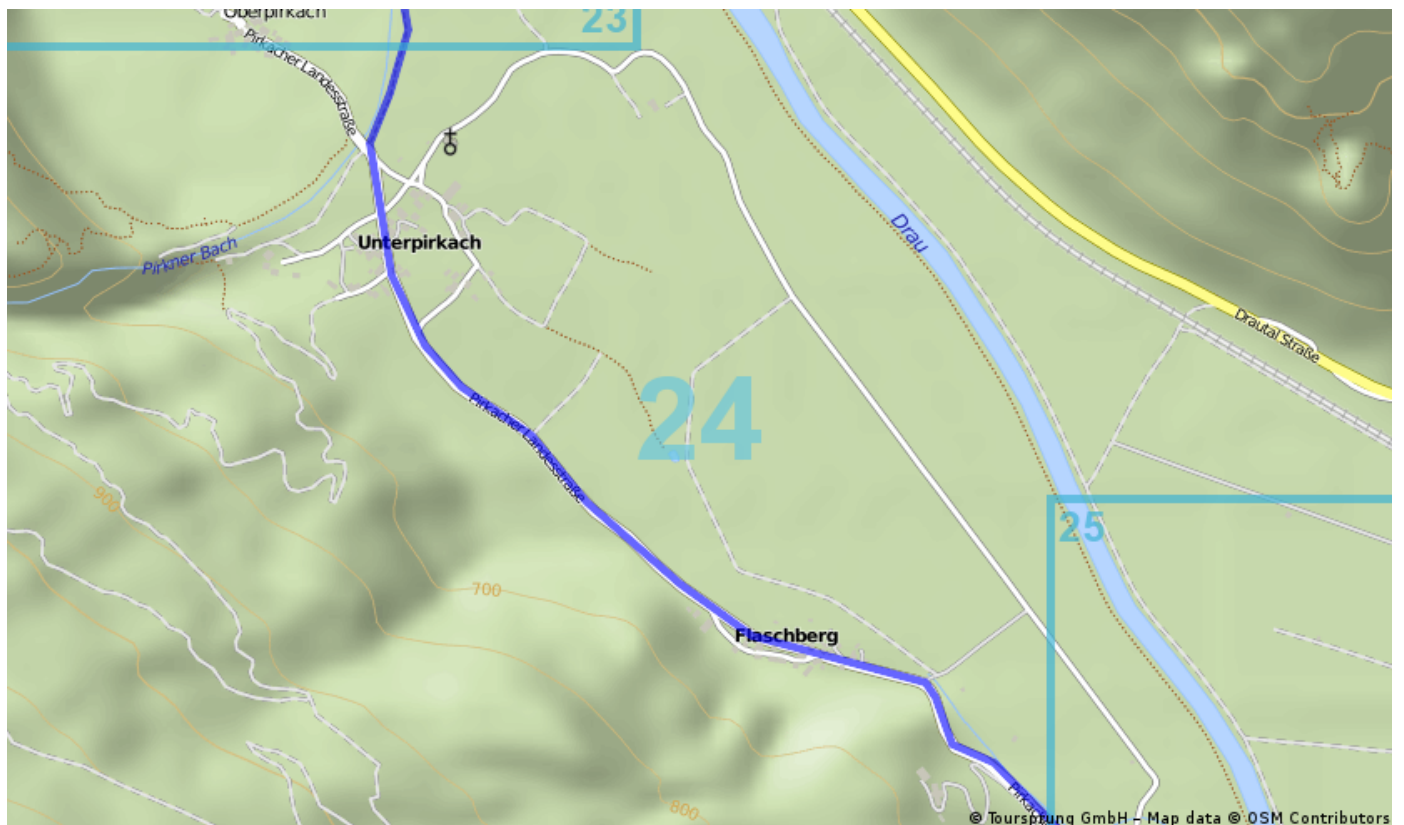 Oberpirkach
23
Pirkacher Landesstraße
Drau
Unterpirkach
Pirkner Bach
Drautal Straße
24
Pirkacher Landesstraße
900
25
700
Flaschberg
800
© Toursprung GmbH – Map data © OSM Contributors